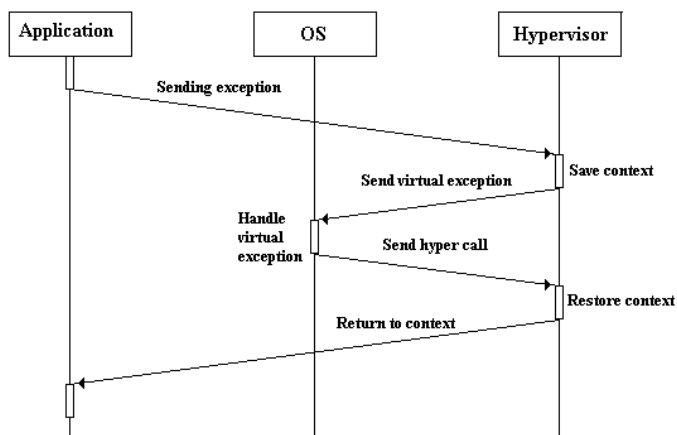 Application
OS
Hypervisor
Sending exception
Save context
Send virtual exception
Handle
virtual
exception
Send hyper call
Restore context
Return to context